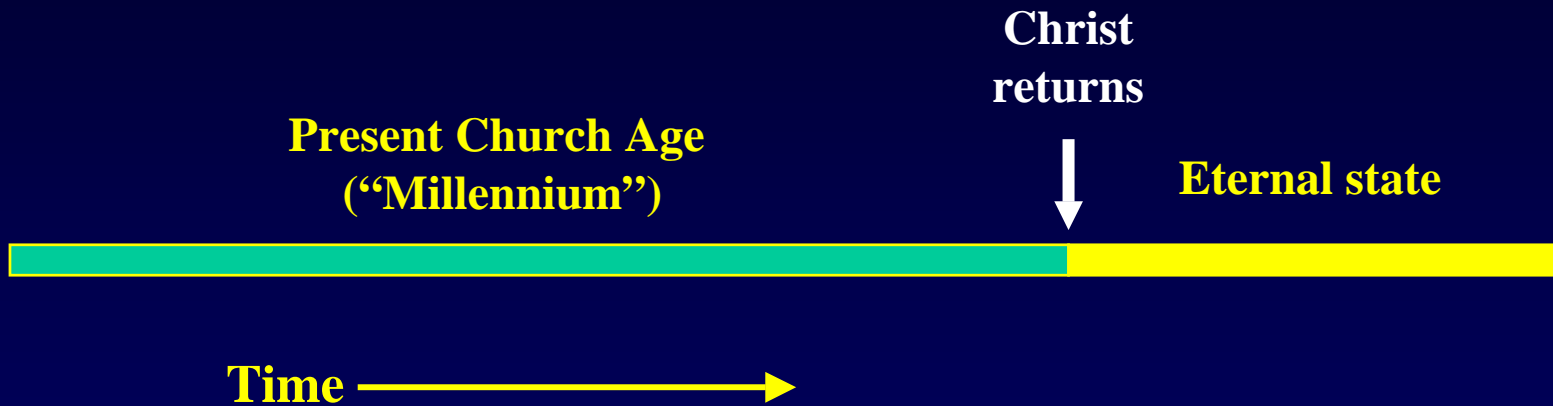 Christ
returns
Present Church Age
(“Millennium”)
Eternal state
Time